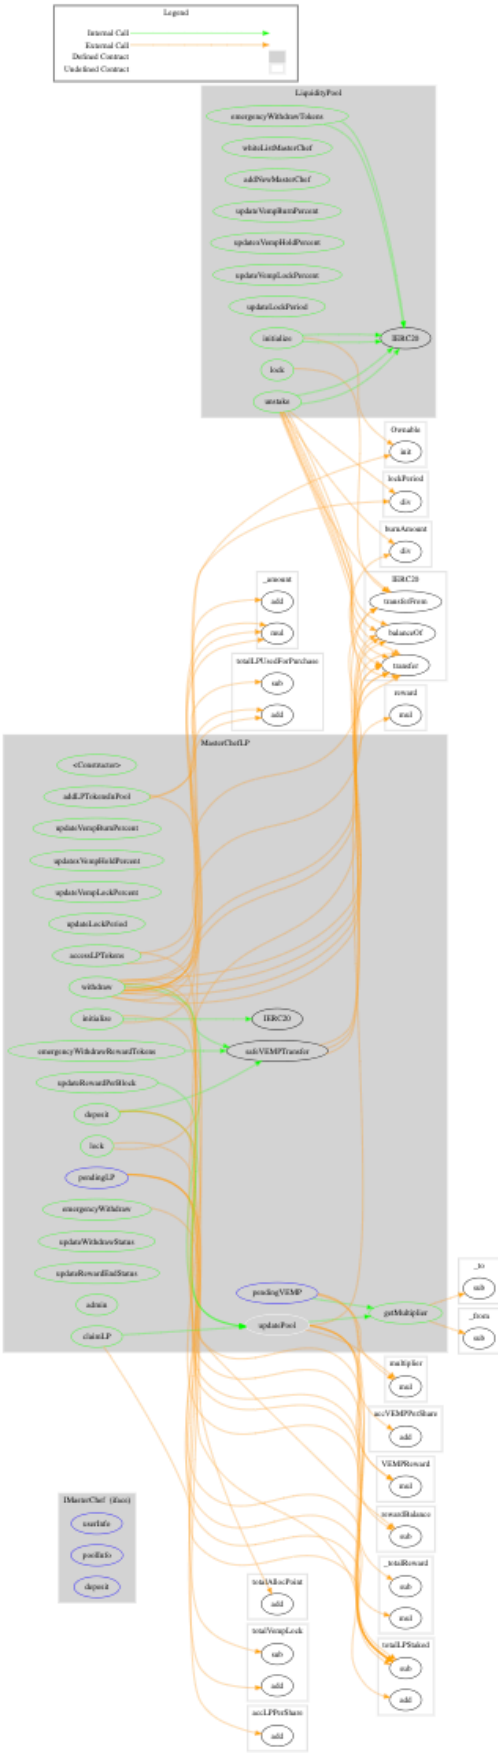 Legend
Internal Call
External Call
Defined Contract
Undefined Contract
LiquidityPool
emergencyWithdrawTokens
whiteListMasterChef
addNewMasterChef
updateVempBurnPercent
updatexVempHoldPercent
updateVempLockPercent
updateLockPeriod
initialize
IERC20
lock
unstake
Ownable
init
lockPeriod
div
burnAmount
div
_amount
add
mul
IERC20
transferFrom
balanceOf
transfer
totalLPUsedForPurchase
sub
add
reward
mul
MasterChefLP
<Constructor>
addLPTokensInPool
updateVempBurnPercent
updatexVempHoldPercent
updateVempLockPercent
updateLockPeriod
accessLPTokens
withdraw
initialize
IERC20
emergencyWithdrawRewardTokens
safeVEMPTransfer
updateRewardPerBlock
deposit
lock
pendingLP
emergencyWithdraw
updateWithdrawStatus
updateRewardEndStatus
admin
claimLP
pendingVEMP
updatePool
getMultiplier
_to
sub
_from
sub
multiplier
mul
accVEMPPerShare
add
VEMPReward
mul
rewardBalance
sub
_totalReward
sub
mul
totalLPStaked
sub
add
IMasterChef (iface)
userInfo
poolInfo
deposit
totalAllocPoint
add
totalVempLock
sub
add
accLPPerShare
add